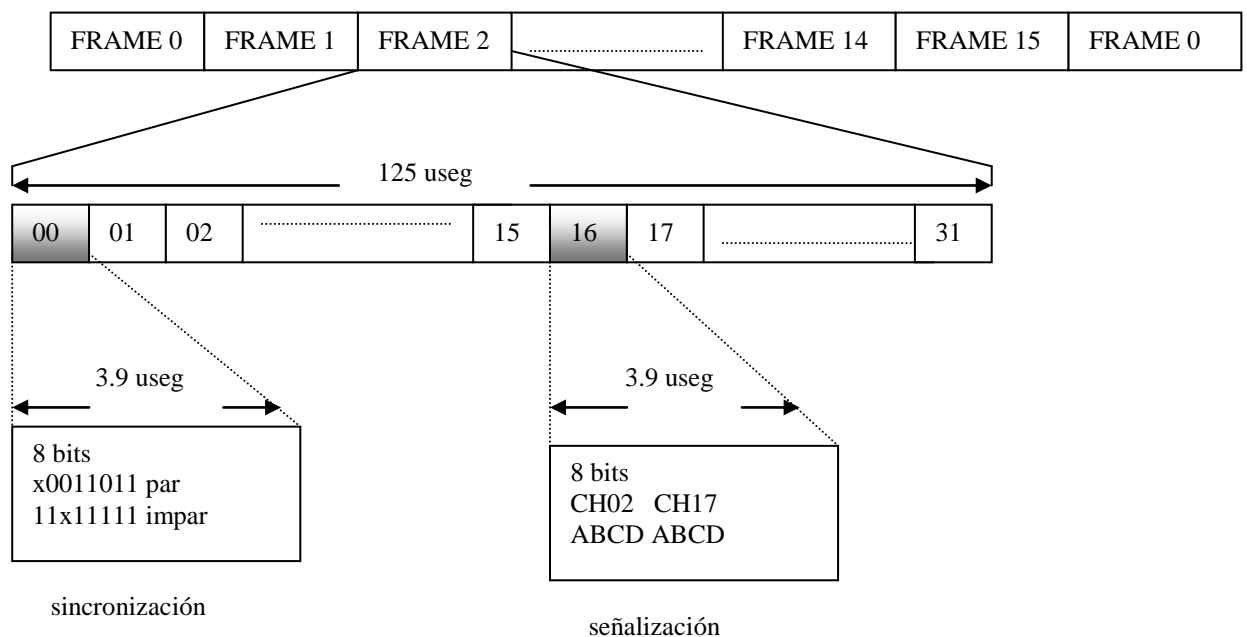 FRAME 0 FRAME 1 FRAME 2 ........................................ FRAME 14 FRAME 15 FRAME 0
125 useg
00 01 02 ........................................ 15 16 17 ........................................ 31
3.9 useg 3.9 useg
8 bits
x0011011 par
11x11111 impar
8 bits
CH02 CH17
ABCD ABCD
sincronización
señalización